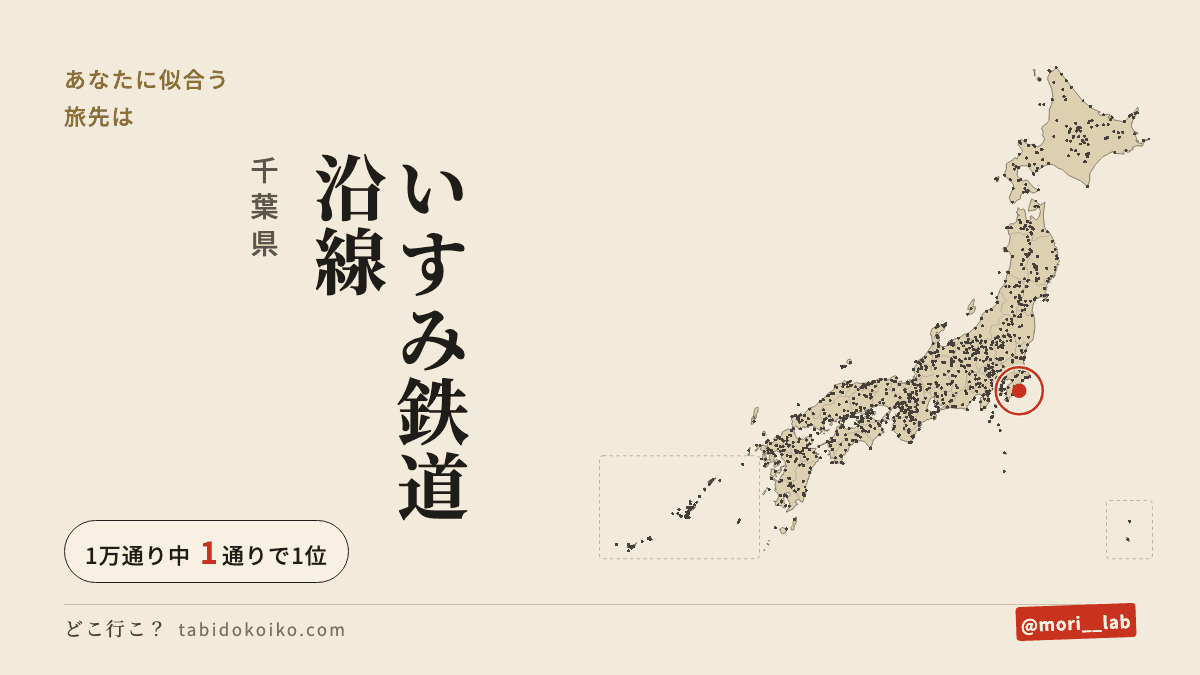 あなたに似合う
旅先は
いすみ鉄道
沿線
千葉県
1万通り中 1通りで1位
どこ行こ？ tabidokoiko.com
@mori__lab